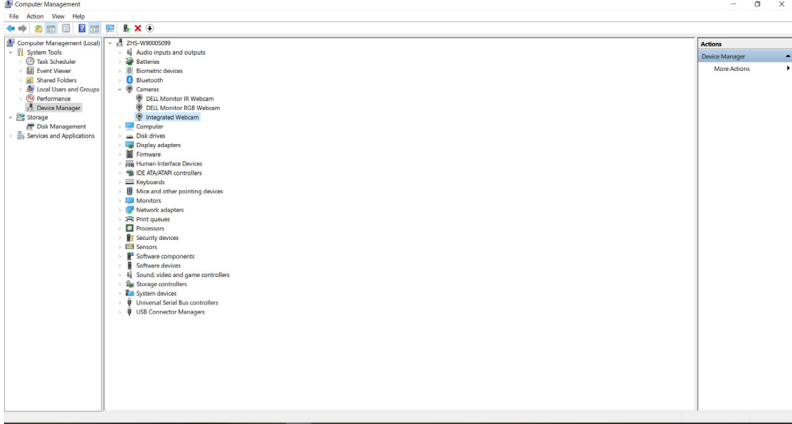 Computer Management
File Action View Help
Computer Management (Local)
System Tools
Task Scheduler
Event Viewer
Shared Folders
Local Users and Groups
Performance
Device Manager
Storage
Disk Management
Services and Applications
ZHS-W90005099
Audio inputs and outputs
Batteries
Biometric devices
Bluetooth
Cameras
DELL Monitor IR Webcam
DELL Monitor RGB Webcam
Integrated Webcam
Computer
Disk drives
Display adapters
Firmware
Human Interface Devices
IDE ATA/ATAPI controllers
Keyboards
Mice and other pointing devices
Monitors
Network adapters
Print queues
Processors
Security devices
Sensors
Software components
Software devices
Sound, video and game controllers
Storage controllers
System devices
Universal Serial Bus controllers
USB Connector Managers
Actions
Device Manager
More Actions